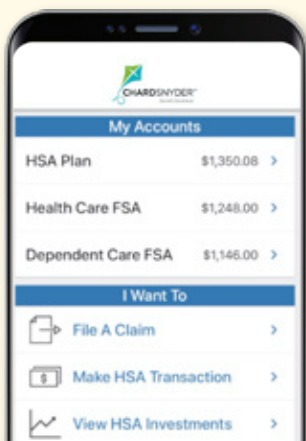 CHARDSNYDER
My Accounts
HSA Plan $1,350.08 >
Health Care FSA $1,248.00 >
Dependent Care FSA $1,146.00 >
I Want To
File A Claim >
$ Make HSA Transaction >
View HSA Investments >